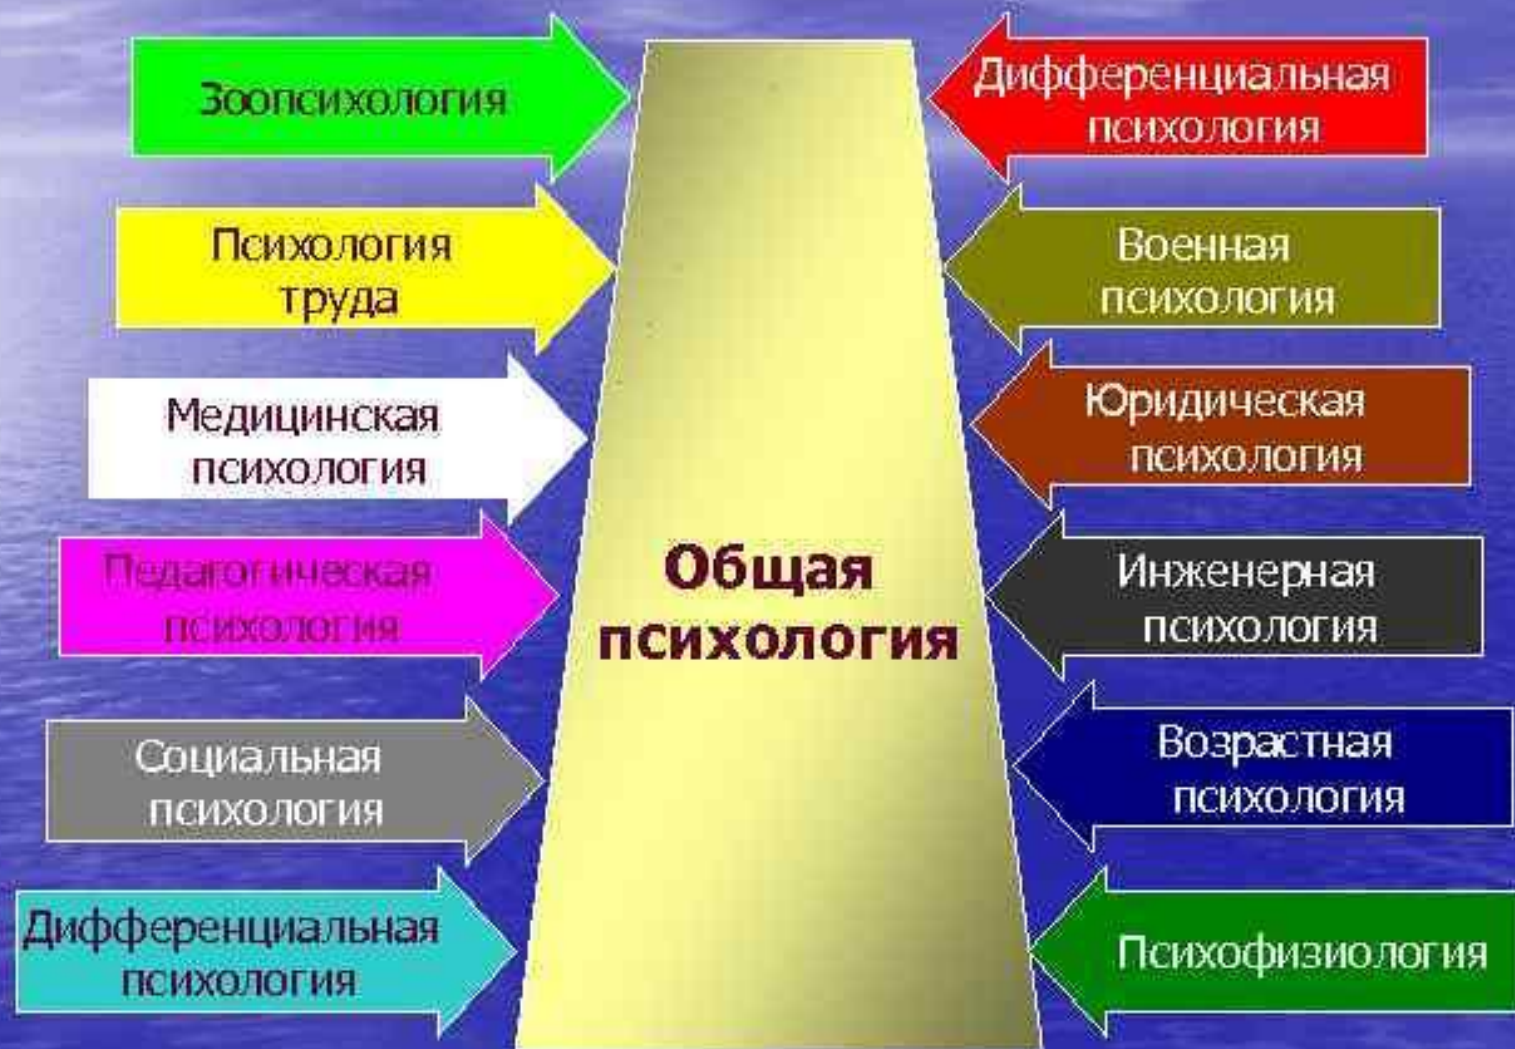 Зоопсихология
Дифференциальная
психология
Психология
труда
Военная
психология
Медицинская
психология
Юридическая
психология
Педагогическая
психология
Инженерная
психология
Общая
психология
Социальная
психология
Возрастная
психология
Дифференциальная
психология
Психофизиология